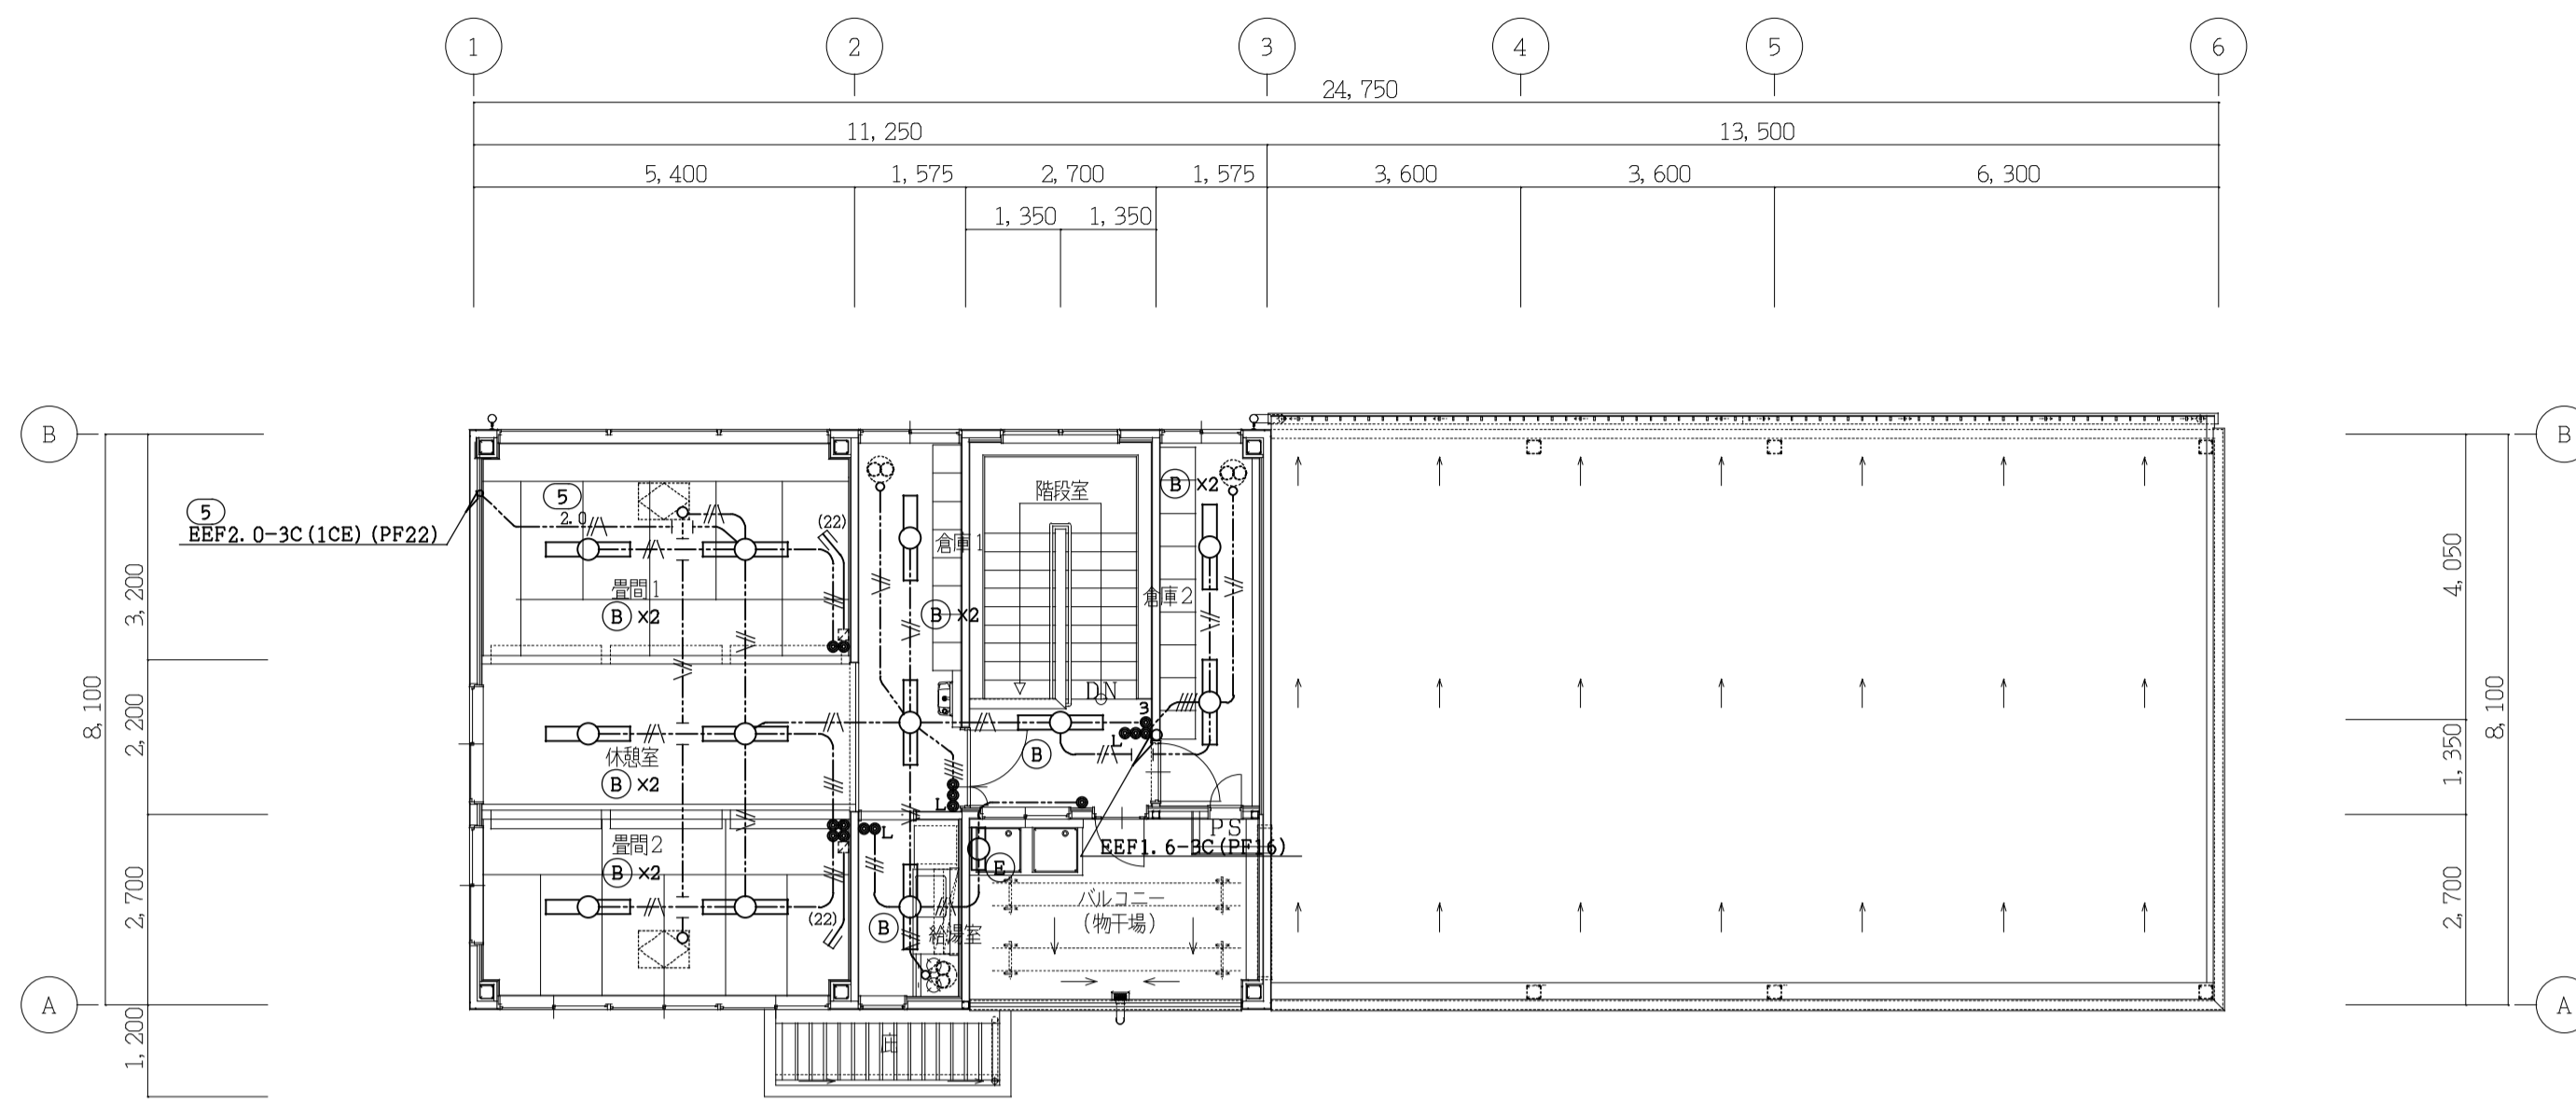 1 2 3 4 5 6
24,750
11,250 13,500
5,400 1,575 2,700 1,575 3,600 3,600 6,300
1,350 1,350
B B
5
EEF2.0-3C(1CE)(PF22)
5
2.0
(22)
畳間1
B X2
倉庫1
B X2
階段室
DN
B X2
倉庫2
3
L
B
休憩室
B X2
L
L
畳間2
B X2
(22)
B
給湯室
E
PS
EEF1.6-3C(PF16)
バルコニー
(物干場)
庇
3,200
2,200
2,700
1,200
8,100
4,050
1,350
2,700
8,100
A A